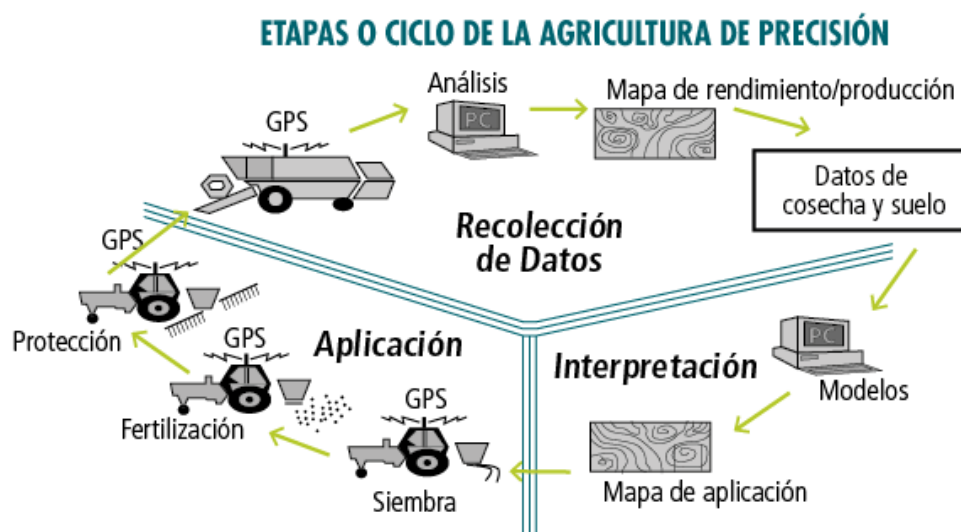 ETAPAS O CICLO DE LA AGRICULTURA DE PRECISIÓN
Análisis
PC
Mapa de rendimiento/producción
GPS
Datos de
cosecha y suelo
Recolección
de Datos
GPS
Protección
GPS
Aplicación
Fertilización
GPS
Siembra
Interpretación
PC
Modelos
Mapa de aplicación